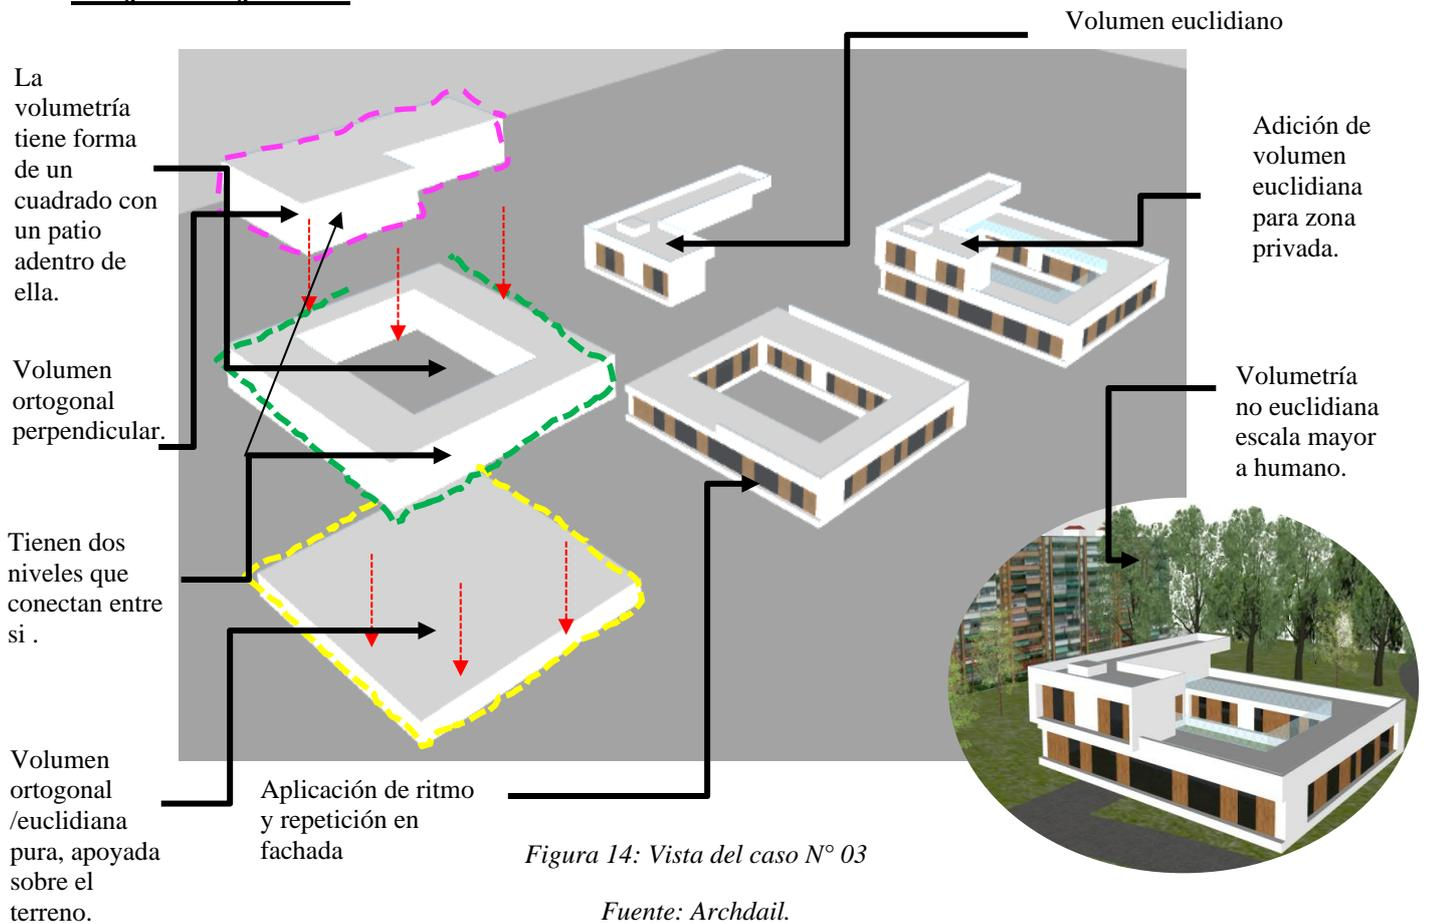 Volumen euclidiano
La
volumetría
tiene forma
de un
cuadrado con
un patio
adentro de
ella.
Adición de
volumen
euclidiana
para zona
privada.
Volumen
ortogonal
perpendicular.
Volumetría
no euclidiana
escala mayor
a humano.
Tienen dos
niveles que
conectan entre
si .
Volumen
ortogonal
/euclidiana
pura, apoyada
sobre el
terreno.
Aplicación de ritmo
y repetición en
fachada
Figura 14: Vista del caso N° 03
Fuente: Archdail.